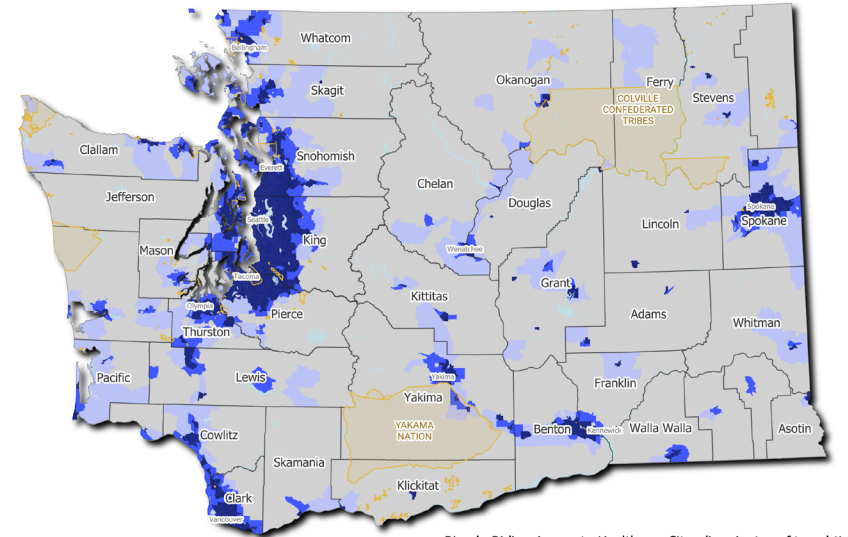 Whatcom
Bellingham
Okanogan
Ferry
Stevens
Skagit
COLVILLE
CONFEDERATED
TRIBES
Clallam
Snohomish
Everett
Chelan
Jefferson
Douglas
Spokane
Seattle
Lincoln
Spokane
Mason
King
Wenatchee
Tacoma
Grant
Kittitas
Olympia
Pierce
Adams
Whitman
Thurston
Pacific
Lewis
Yakima
Franklin
Yakima
YAKAMA
NATION
Benton
Kennewick
Walla Walla
Asotin
Cowlitz
Skamania
Klickitat
Clark
Vancouver